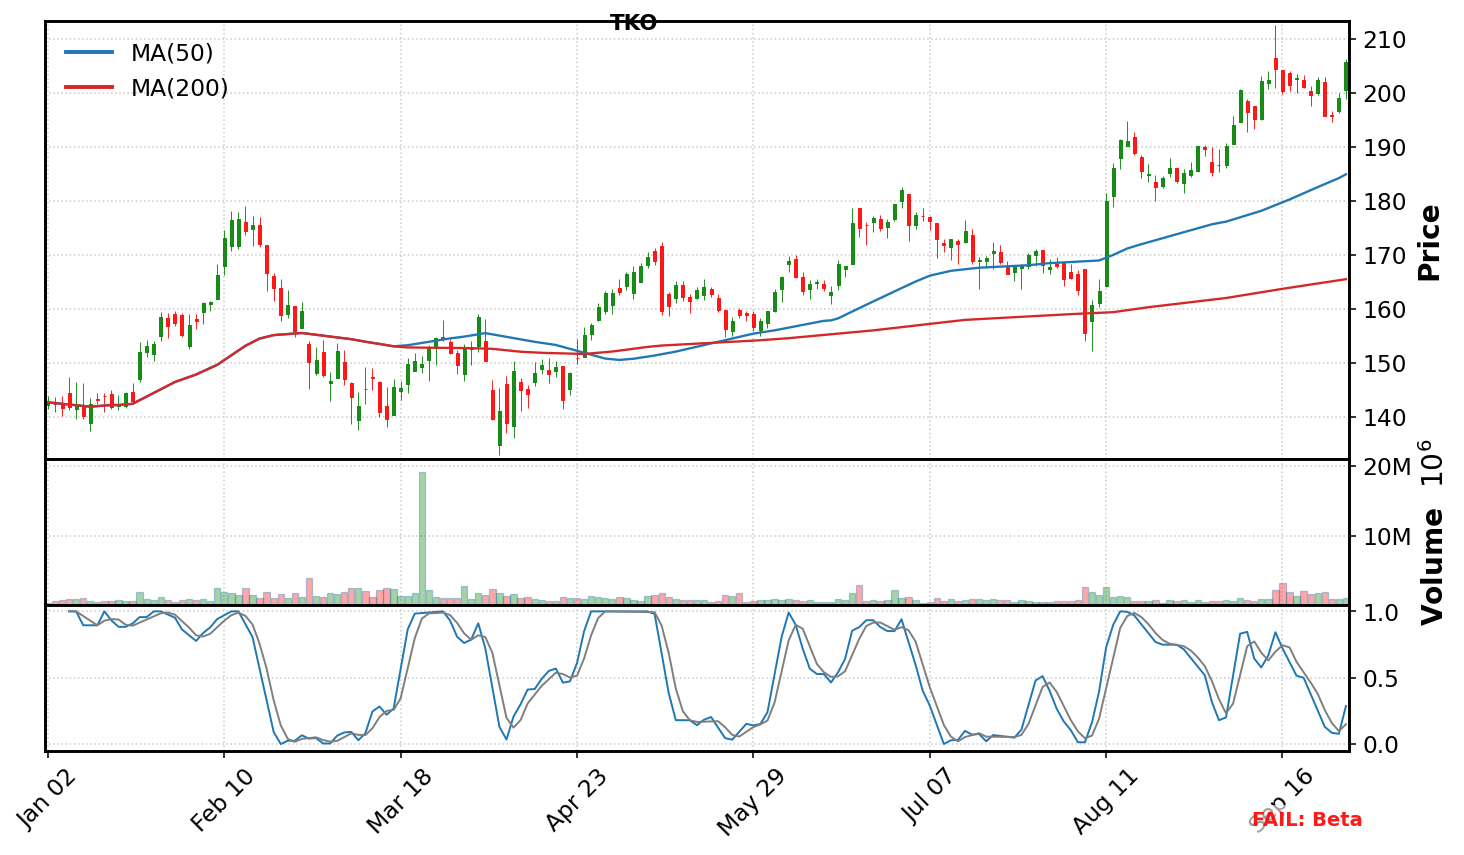 TKO
MA(50)
MA(200)
210
200
190
180
170
160
150
140
Price
20M
10M
Volume 10^6
1.0
0.5
0.0
Jan 02
Feb 10
Mar 18
Apr 23
May 29
Jul 07
Aug 11
Sep 16
FAIL: Beta